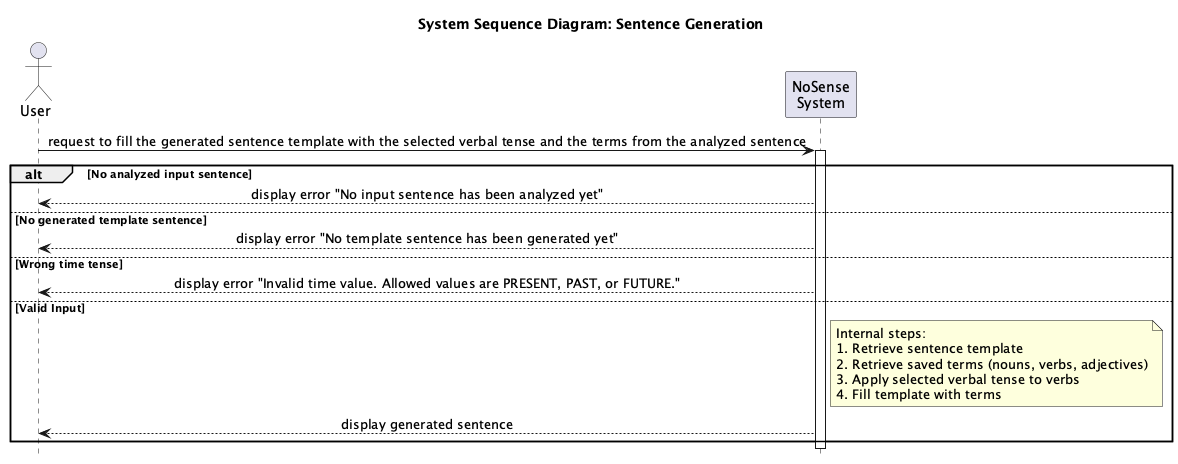 System Sequence Diagram: Sentence Generation
User
NoSense
System
request to fill the generated sentence template with the selected verbal tense and the terms from the analyzed sentence
alt
[No analyzed input sentence]
display error "No input sentence has been analyzed yet"
[No generated template sentence]
display error "No template sentence has been generated yet"
[Wrong time tense]
display error "Invalid time value. Allowed values are PRESENT, PAST, or FUTURE."
[Valid Input]
Internal steps:
1. Retrieve sentence template
2. Retrieve saved terms (nouns, verbs, adjectives)
3. Apply selected verbal tense to verbs
4. Fill template with terms
display generated sentence